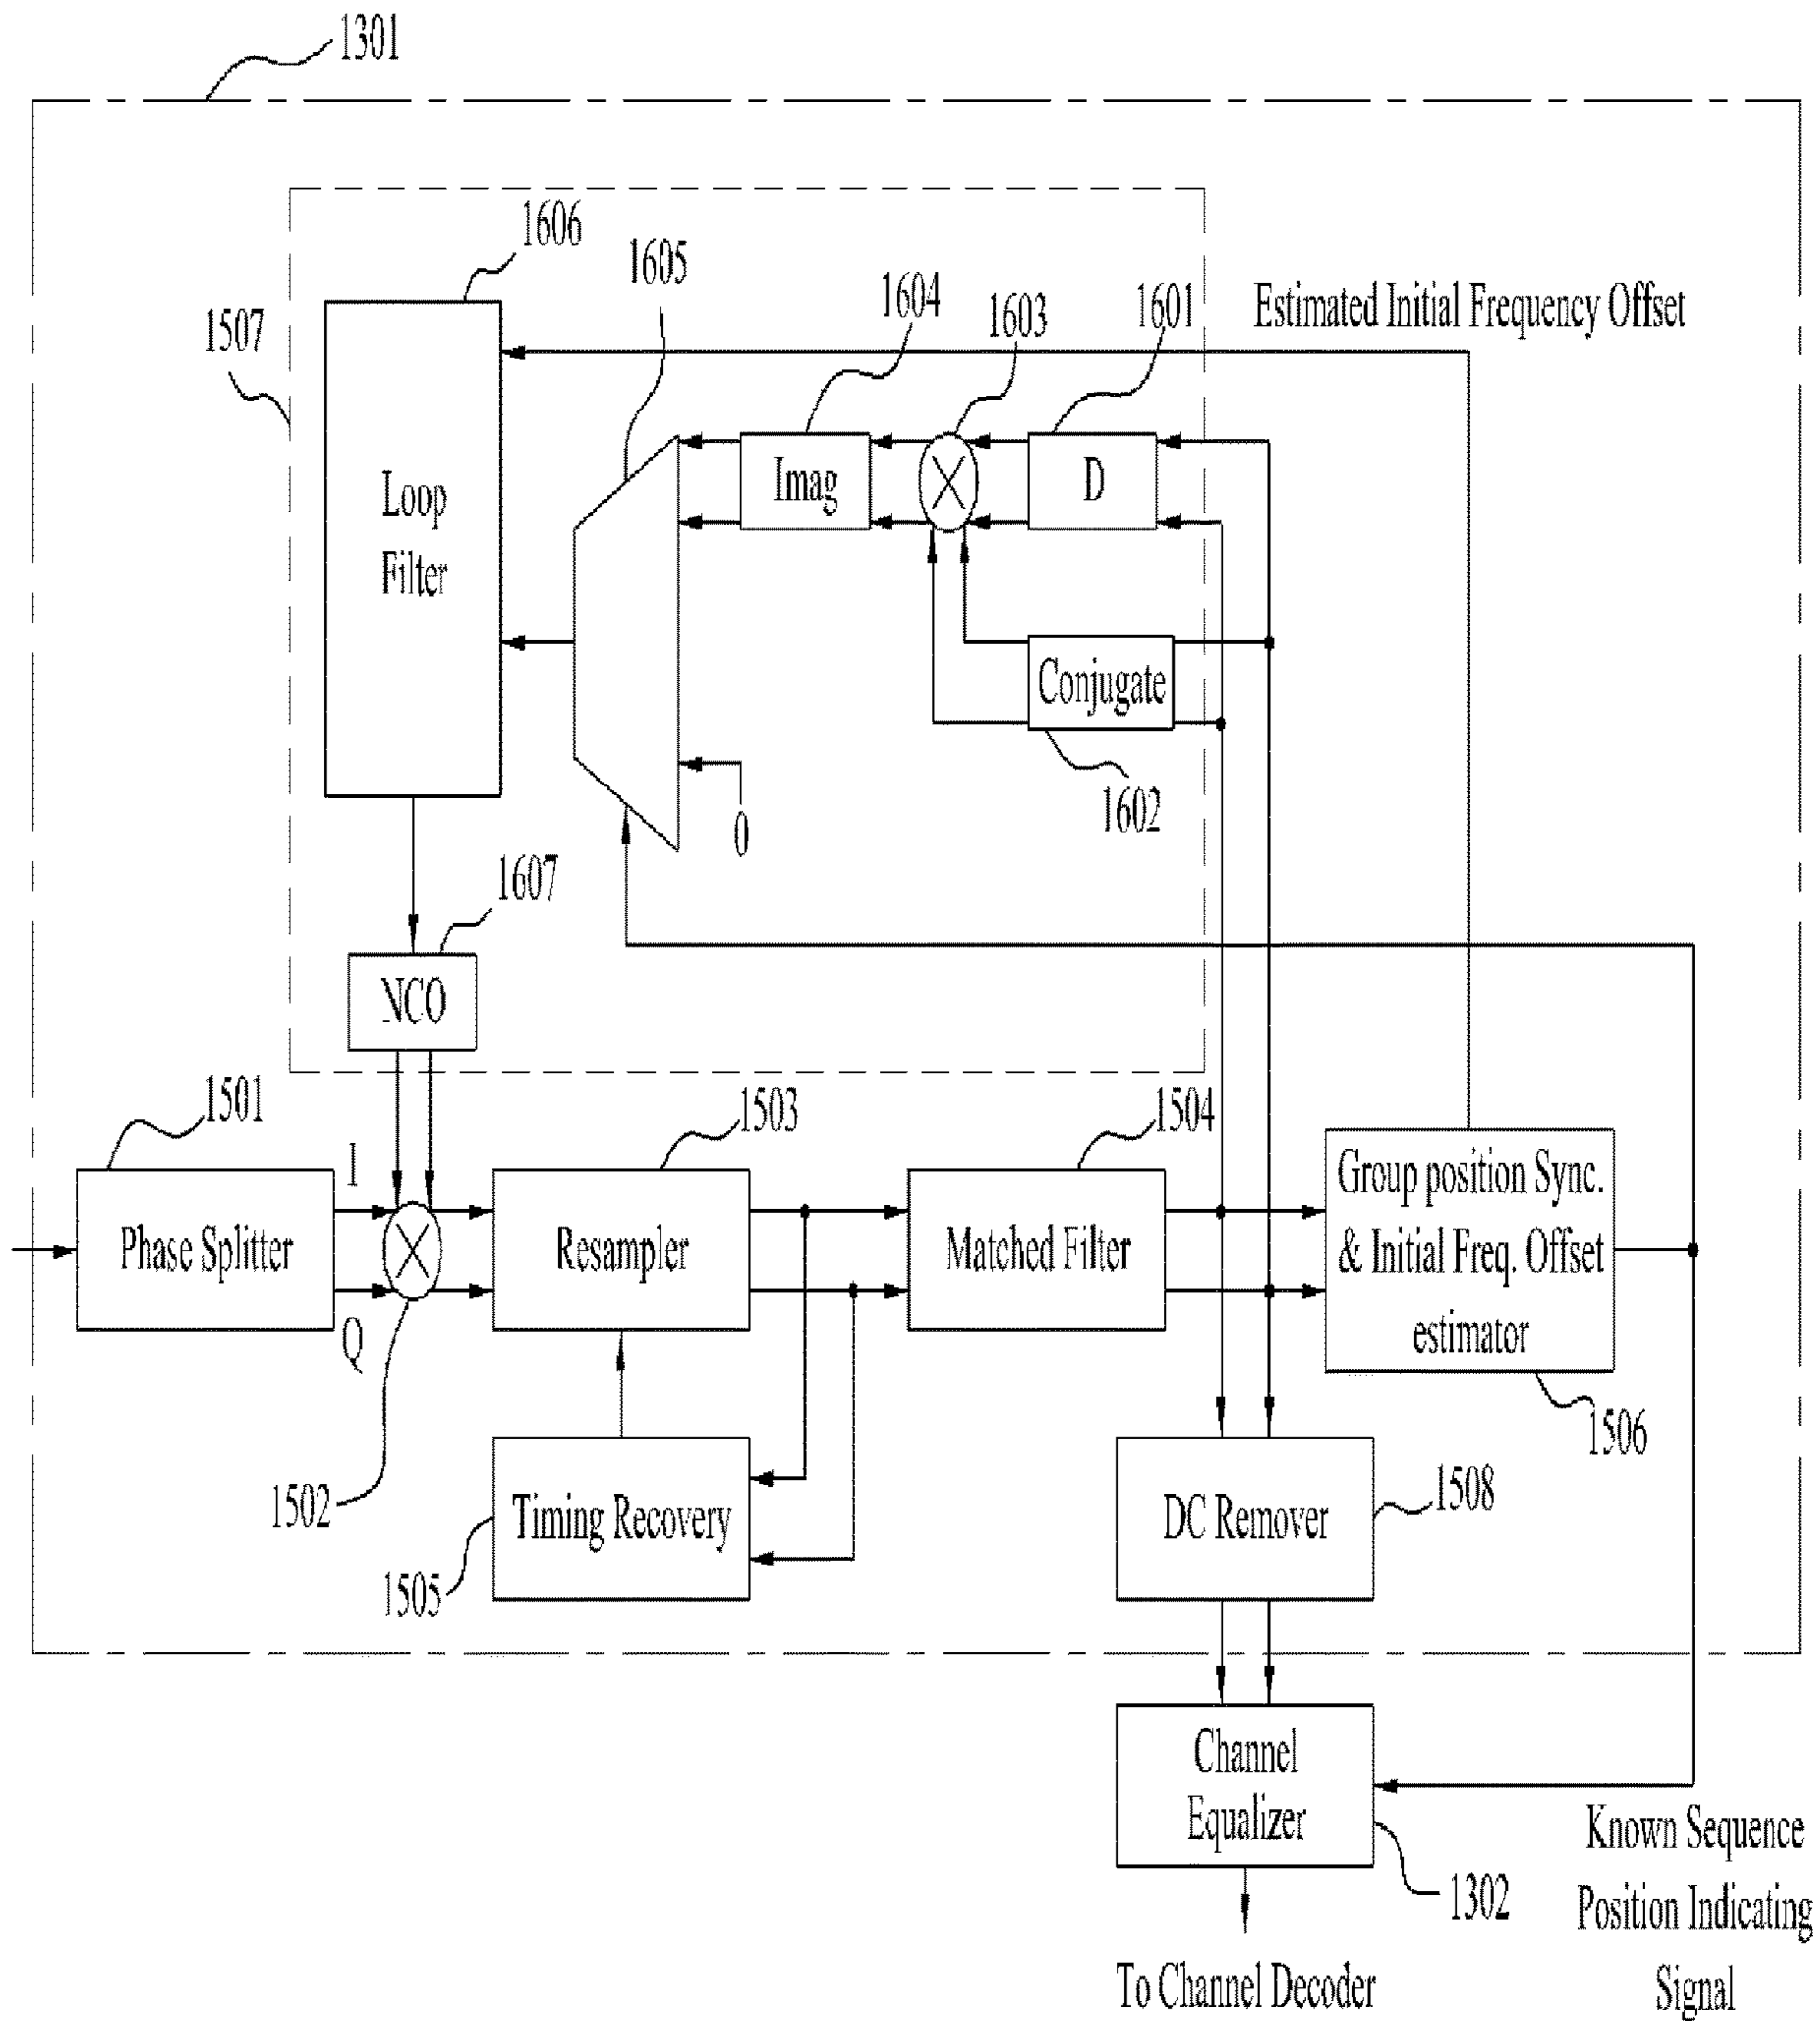 1301
1606
1605
1604
1603
1601
Estimated Initial Frequency Offset
1507
Loop
Filter
Imag
D
Conjugate
1602
0
1607
NCO
1501
1503
1504
I
Q
Phase Splitter
Resampler
Matched Filter
Group position Sync.
& Initial Freq. Offset
estimator
1506
1502
Timing Recovery
1505
DC Remover
1508
Channel
Equalizer
1302
Known Sequence
Position Indicating
Signal
To Channel Decoder